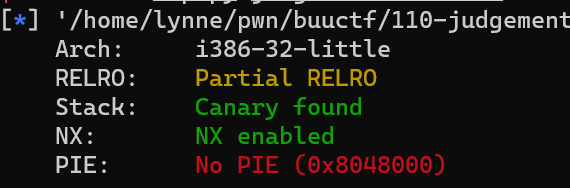 [*] '/home/lynne/pwn/buuctf/110-judgement
Arch: i386-32-little
RELRO: Partial RELRO
Stack: Canary found
NX: NX enabled
PIE: No PIE (0x8048000)